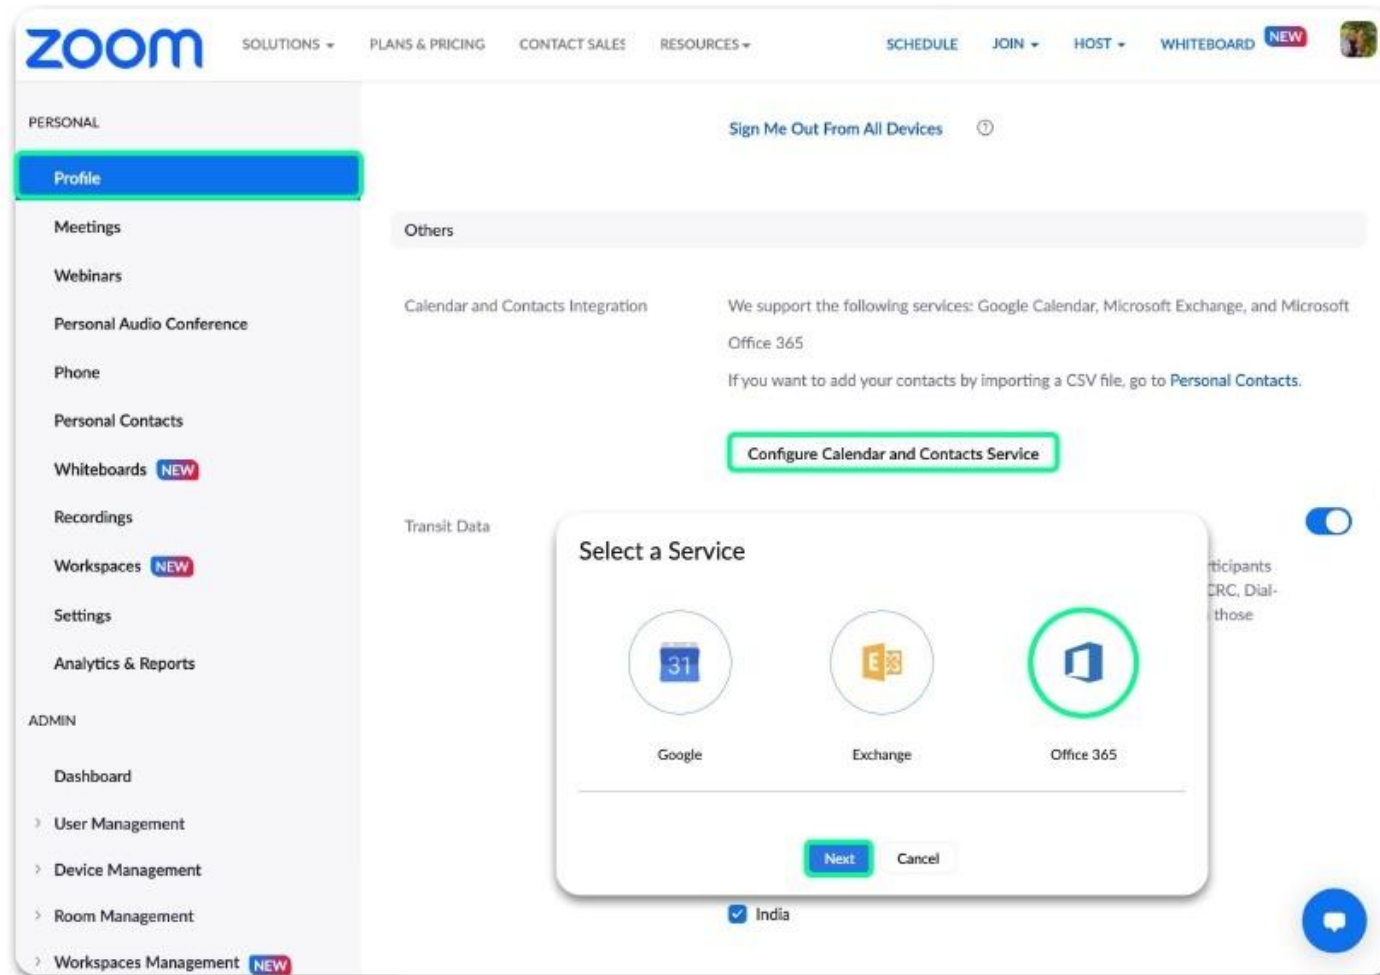 zoom
SOLUTIONS
PLANS & PRICING
CONTACT SALES
RESOURCES
SCHEDULE
JOIN
HOST
WHITEBOARD NEW
PERSONAL
Profile
Meetings
Webinars
Personal Audio Conference
Phone
Personal Contacts
Whiteboards NEW
Recordings
Workspaces NEW
Settings
Analytics & Reports
ADMIN
Dashboard
User Management
Device Management
Room Management
Workspaces Management NEW
Sign Me Out From All Devices ?
Others
Calendar and Contacts Integration
We support the following services: Google Calendar, Microsoft Exchange, and Microsoft
Office 365
If you want to add your contacts by importing a CSV file, go to Personal Contacts.
Configure Calendar and Contacts Service
Transit Data
ticipants
CRC, Dial-
those
Select a Service
31
E
Google
Exchange
Office 365
Next
Cancel
India